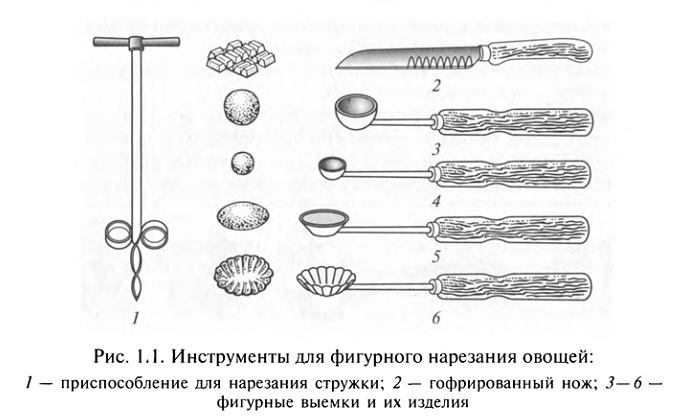 2
3
4
5
1
6
Рис. 1.1. Инструменты для фигурного нарезания овощей:
1 — приспособление для нарезания стружки; 2 — гофрированный нож; 3—6 —
фигурные выемки и их изделия